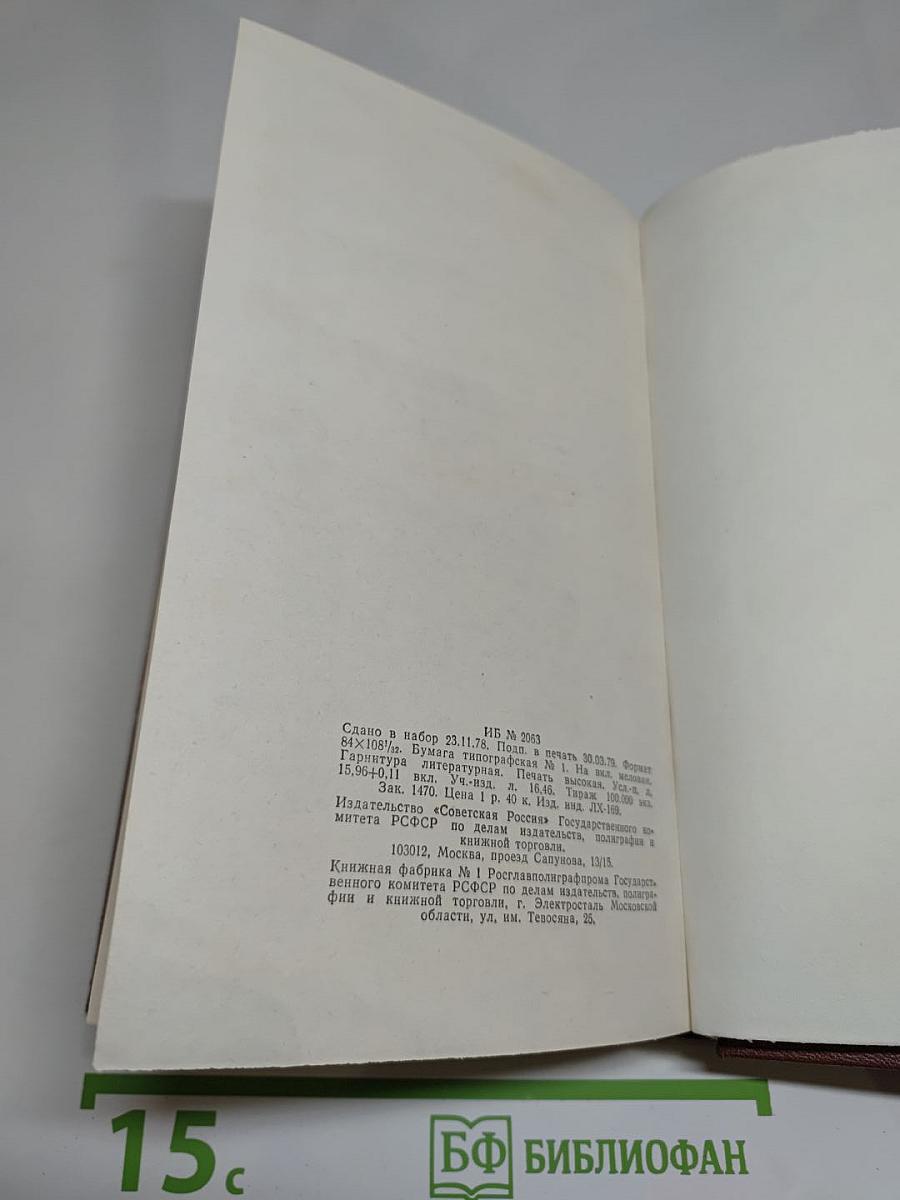 ИБ № 2063
Сдано в набор 23.11.78. Подп. в печать 30.03.79. Формат
84×108¹/₃₂. Бумага типографская № 1. На вкл. мелован.
Гарнитура литературная. Печать высокая. Усл.-п. л.
15,96+0,11 вкл. Уч.-изд. л. 16,46. Тираж 100.000 экз.
Зак. 1470. Цена 1 р. 40 к. Изд. инд. ЛХ-169.
Издательство «Советская Россия» Государственного ко-
митета РСФСР по делам издательств, полиграфии и
книжной торговли.
103012, Москва, проезд Сапунова, 13/15.
Книжная фабрика № 1 Росглавполиграфпрома Государст-
венного комитета РСФСР по делам издательств, полигра-
фии и книжной торговли, г. Электросталь Московской
области, ул. им. Тевосяна, 25.
15 с
БФ БИБЛИОФАН